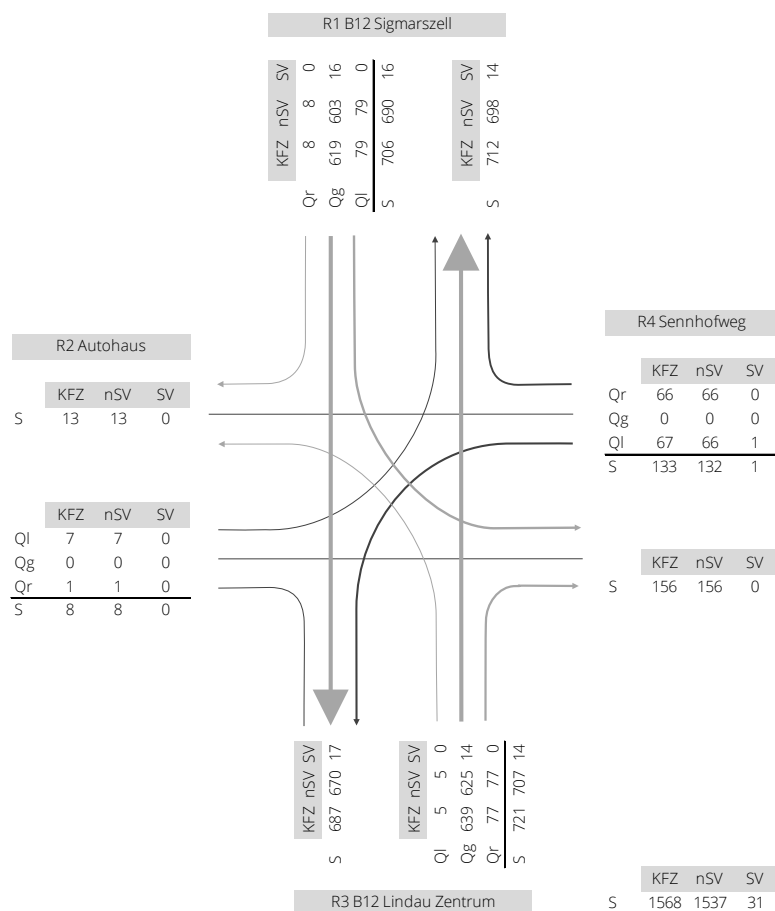 R1 B12 Sigmarszell
KFZ nSV SV
Qr 8 8 0
Qg 619 603 16
Ql 79 79 0
S 706 690 16
KFZ nSV SV
S 712 698 14
R2 Autohaus
KFZ nSV SV
S 13 13 0
KFZ nSV SV
Ql 7 7 0
Qg 0 0 0
Qr 1 1 0
S 8 8 0
R4 Sennhofweg
KFZ nSV SV
Qr 66 66 0
Qg 0 0 0
Ql 67 66 1
S 133 132 1
KFZ nSV SV
S 156 156 0
KFZ nSV SV
S 687 670 17
KFZ nSV SV
Ql 5 5 0
Qg 639 625 14
Qr 77 77 0
S 721 707 14
R3 B12 Lindau Zentrum
KFZ nSV SV
S 1568 1537 31